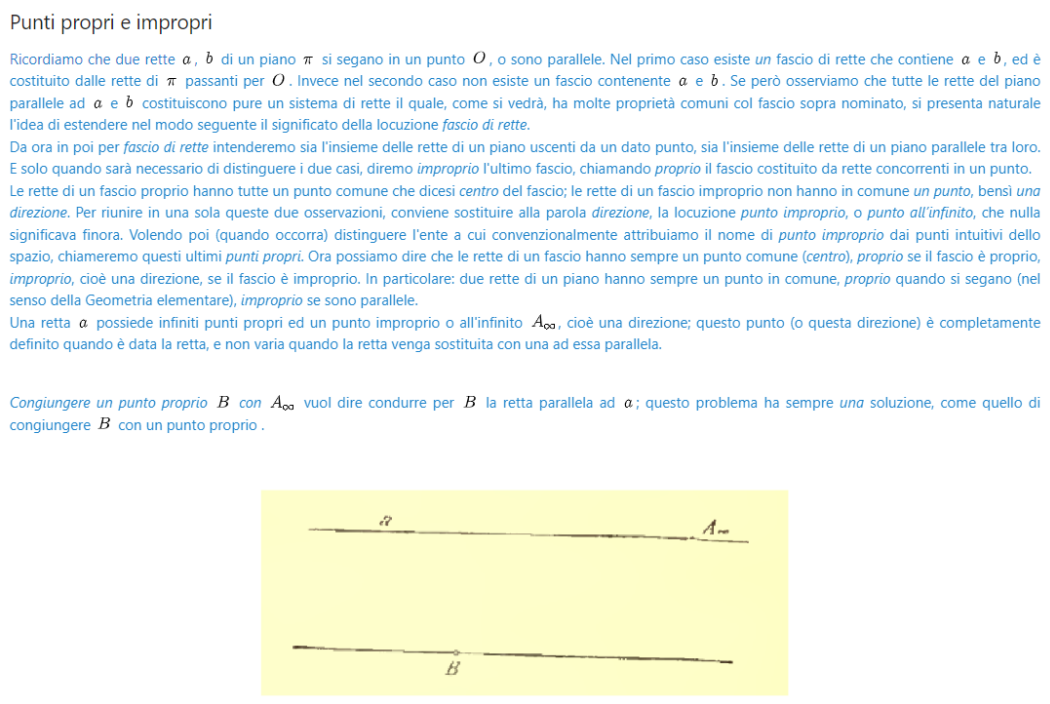 Punti propri e impropri
Ricordiamo che due rette a, b di un piano π si segano in un punto O, o sono parallele. Nel primo caso esiste un fascio di rette che contiene a e b, ed è
costituito dalle rette di π passanti per O. Invece nel secondo caso non esiste un fascio contenente a e b. Se però osserviamo che tutte le rette del piano
parallele ad a e b costituiscono pure un sistema di rette il quale, come si vedrà, ha molte proprietà comuni col fascio sopra nominato, si presenta naturale
l'idea di estendere nel modo seguente il significato della locuzione fascio di rette.
Da ora in poi per fascio di rette intenderemo sia l'insieme delle rette di un piano uscenti da un dato punto, sia l'insieme delle rette di un piano parallele tra loro.
E solo quando sarà necessario di distinguere i due casi, diremo improprio l'ultimo fascio, chiamando proprio il fascio costituito da rette concorrenti in un punto.
Le rette di un fascio proprio hanno tutte un punto comune che dicesi centro del fascio; le rette di un fascio improprio non hanno in comune un punto, bensì una
direzione. Per riunire in una sola queste due osservazioni, conviene sostituire alla parola direzione, la locuzione punto improprio, o punto all'infinito, che nulla
significava finora. Volendo poi (quando occorra) distinguere l'ente a cui convenzionalmente attribuiamo il nome di punto improprio dai punti intuitivi dello
spazio, chiameremo questi ultimi punti propri. Ora possiamo dire che le rette di un fascio hanno sempre un punto comune (centro), proprio se il fascio è proprio,
improprio, cioè una direzione, se il fascio è improprio. In particolare: due rette di un piano hanno sempre un punto in comune, proprio quando si segano (nel
senso della Geometria elementare), improprio se sono parallele.
Una retta a possiede infiniti punti propri ed un punto improprio o all'infinito A∞, cioè una direzione; questo punto (o questa direzione) è completamente
definito quando è data la retta, e non varia quando la retta venga sostituita con una ad essa parallela.
Congiungere un punto proprio B con A∞ vuol dire condurre per B la retta parallela ad a; questo problema ha sempre una soluzione, come quello di
congiungere B con un punto proprio .
a
A∞
B